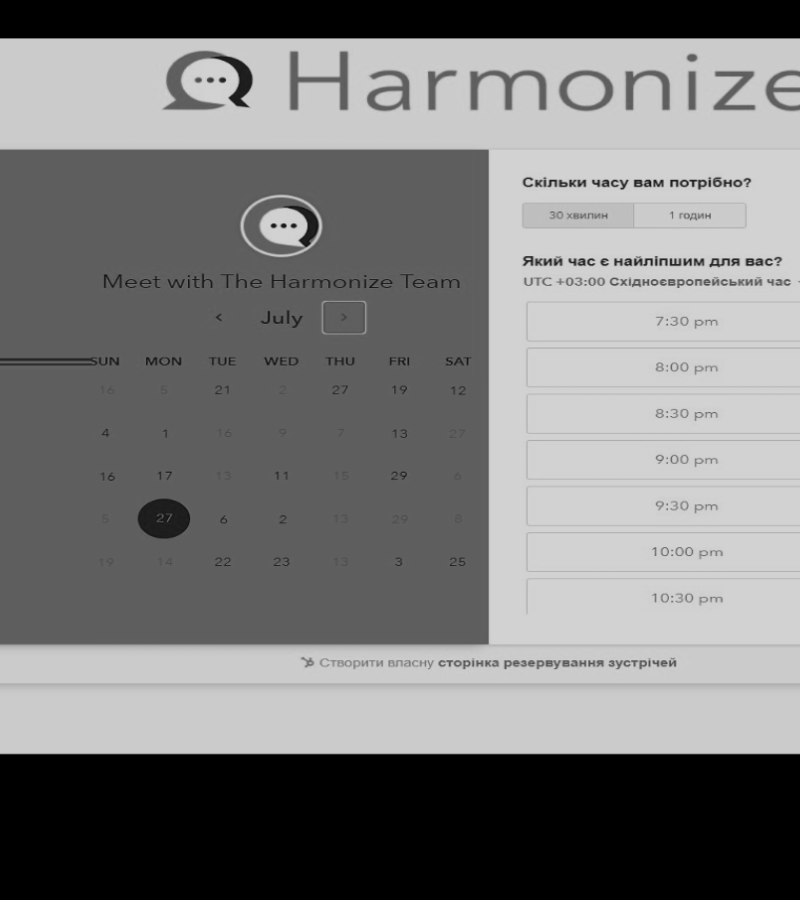 Harmonize
Meet with The Harmonize Team
July
SUN MON TUE WED THU FRI SAT
16 5 21 2 27 19 12
4 1 16 9 7 13 27
16 17 13 11 15 29 6
5 27 6 2 13 29 8
19 14 22 23 13 3 25
Скільки часу вам потрібно?
30 хвилин 1 годин
Який час є найліпшим для вас?
UTC +03:00 Східноєвропейський час
7:30 pm
8:00 pm
8:30 pm
9:00 pm
9:30 pm
10:00 pm
10:30 pm
Створити власну сторінка резервування зустрічей